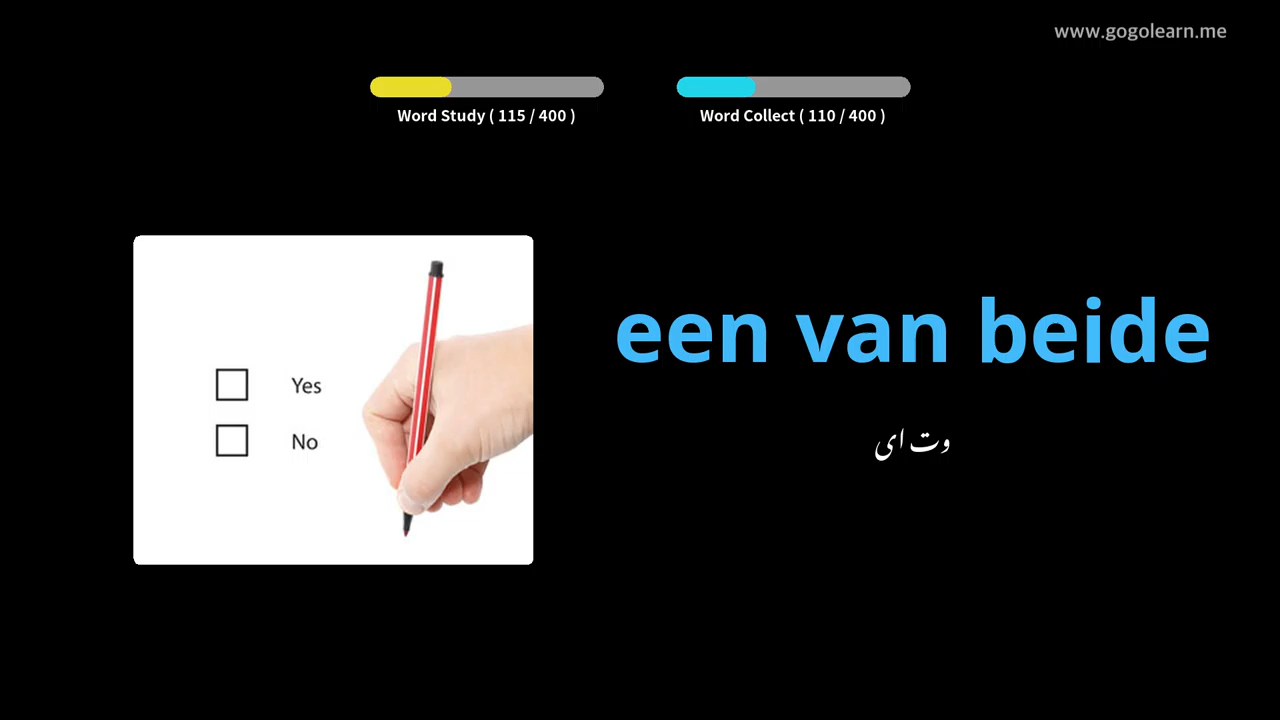 www.gogolearn.me
Word Study ( 115 / 400 )
Word Collect ( 110 / 400 )
Yes
No
een van beide
وت ای